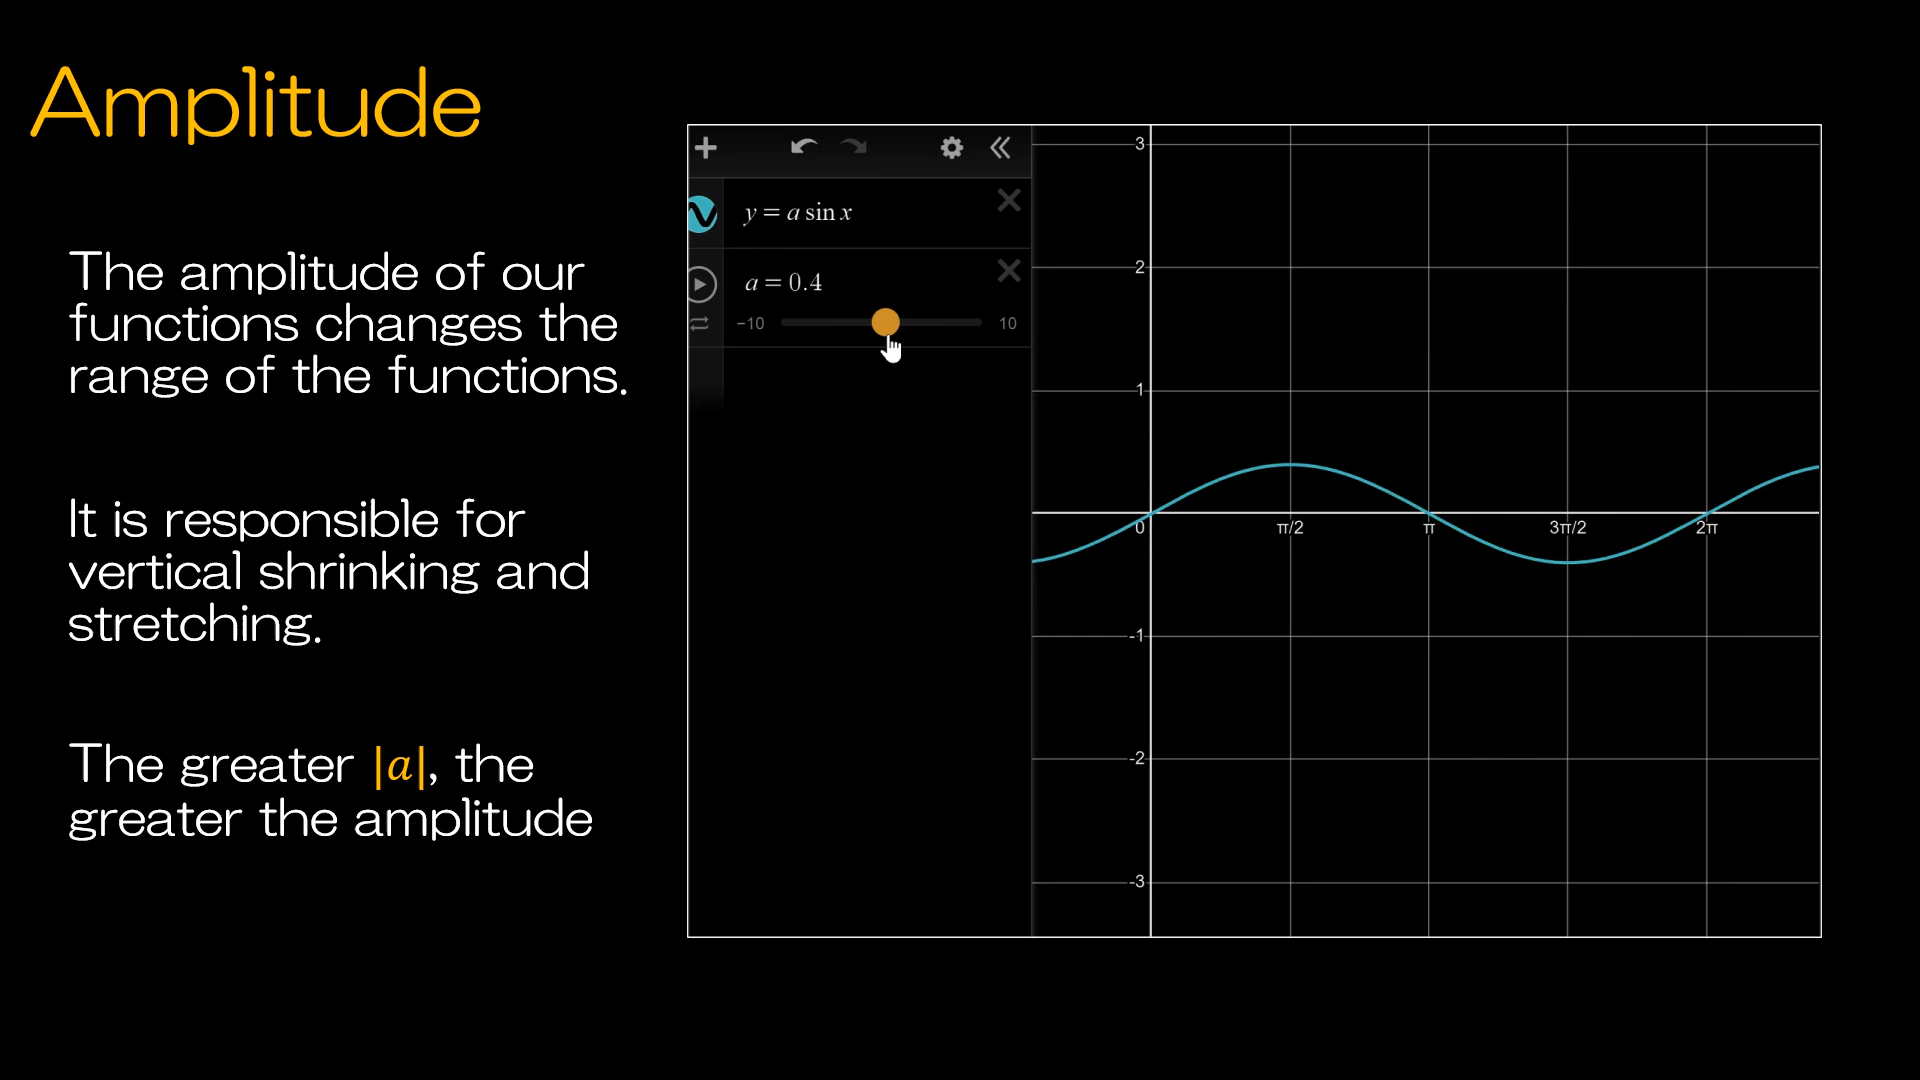 Amplitude
The amplitude of our
functions changes the
range of the functions.
It is responsible for
vertical shrinking and
stretching.
The greater |a|, the
greater the amplitude
y = a sin x
a = 0.4
−10
10
3
2
1
0
π/2
π
3π/2
2π
-1
-2
-3